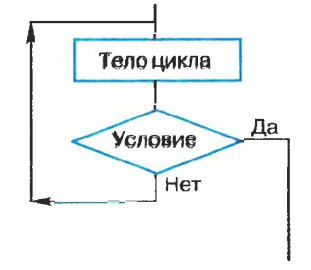 Тело цикла
Условие
Да
Нет